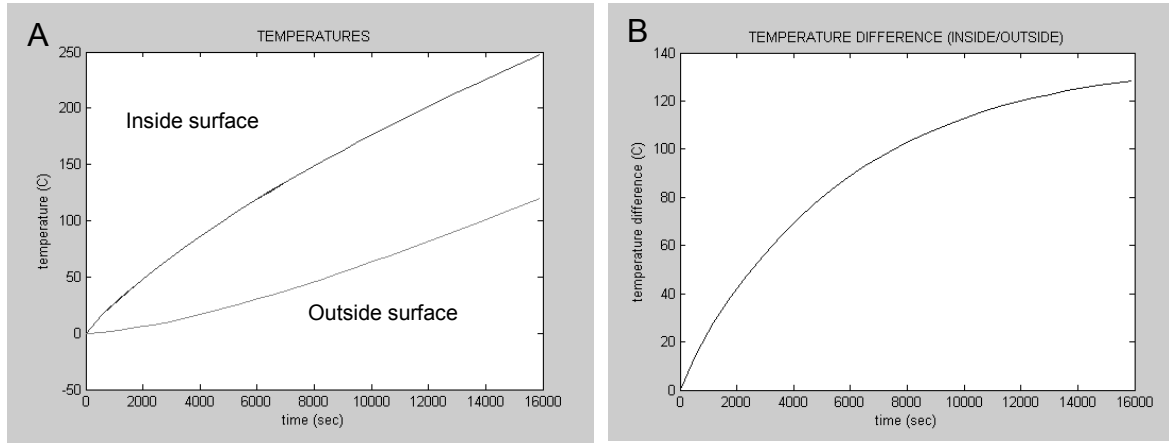 A
TEMPERATURES
250
200
150
100
50
0
-50
temperature (C)
Inside surface
Outside surface
0 2000 4000 6000 8000 10000 12000 14000 16000
time (sec)
B
TEMPERATURE DIFFERENCE (INSIDE/OUTSIDE)
140
120
100
80
60
40
20
0
temperature difference (C)
0 2000 4000 6000 8000 10000 12000 14000 16000
time (sec)